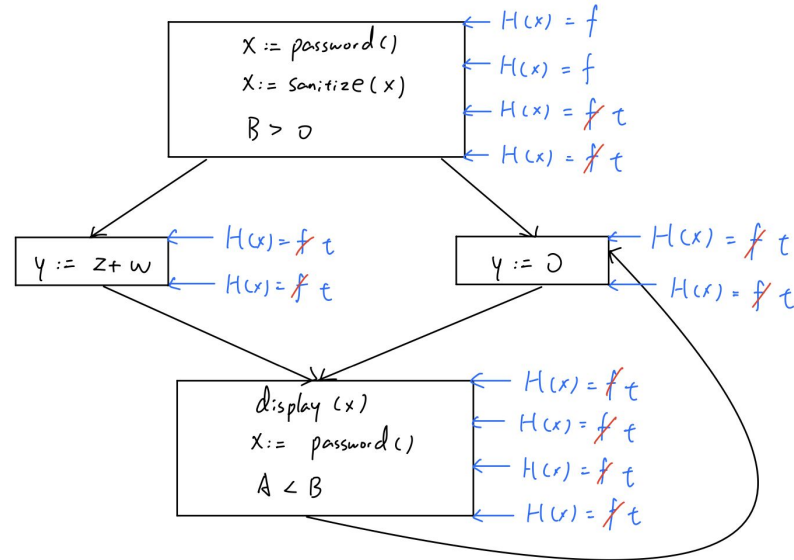 H(x) = f
X := password()
H(x) = f
X := sanitize(x)
H(x) = f t
B > 0
H(x) = f t
H(x) = f t
H(x) = f t
y := z+w
y := 0
H(x) = f t
H(x) = f t
H(x) = f t
display (x)
H(x) = f t
X := password()
H(x) = f t
A < B
H(x) = f t